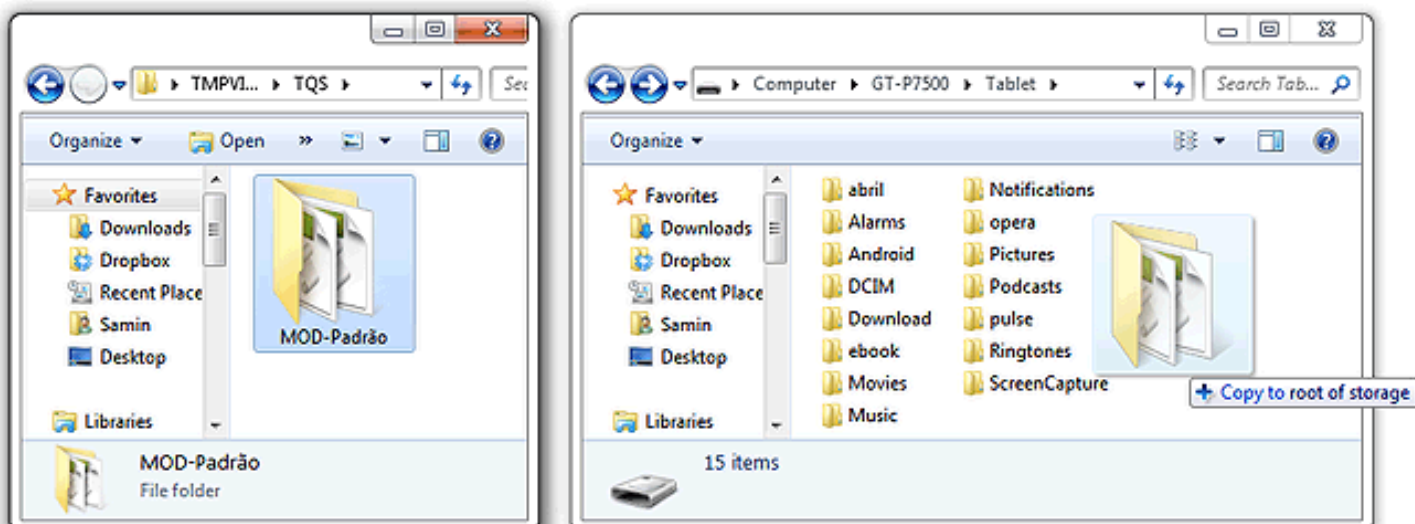 TMPVI... TQS
Sec
Organize Open »
Favorites
Downloads
Dropbox
Recent Place
Samin
Desktop
Libraries
MOD-Padrão
MOD-Padrão
File folder
Computer GT-P7500 Tablet
Search Tab...
Organize
Favorites
Downloads
Dropbox
Recent Place
Samin
Desktop
Libraries
abril
Alarms
Android
DCIM
Download
ebook
Movies
Music
Notifications
opera
Pictures
Podcasts
pulse
Ringtones
ScreenCapture
Copy to root of storage
15 items